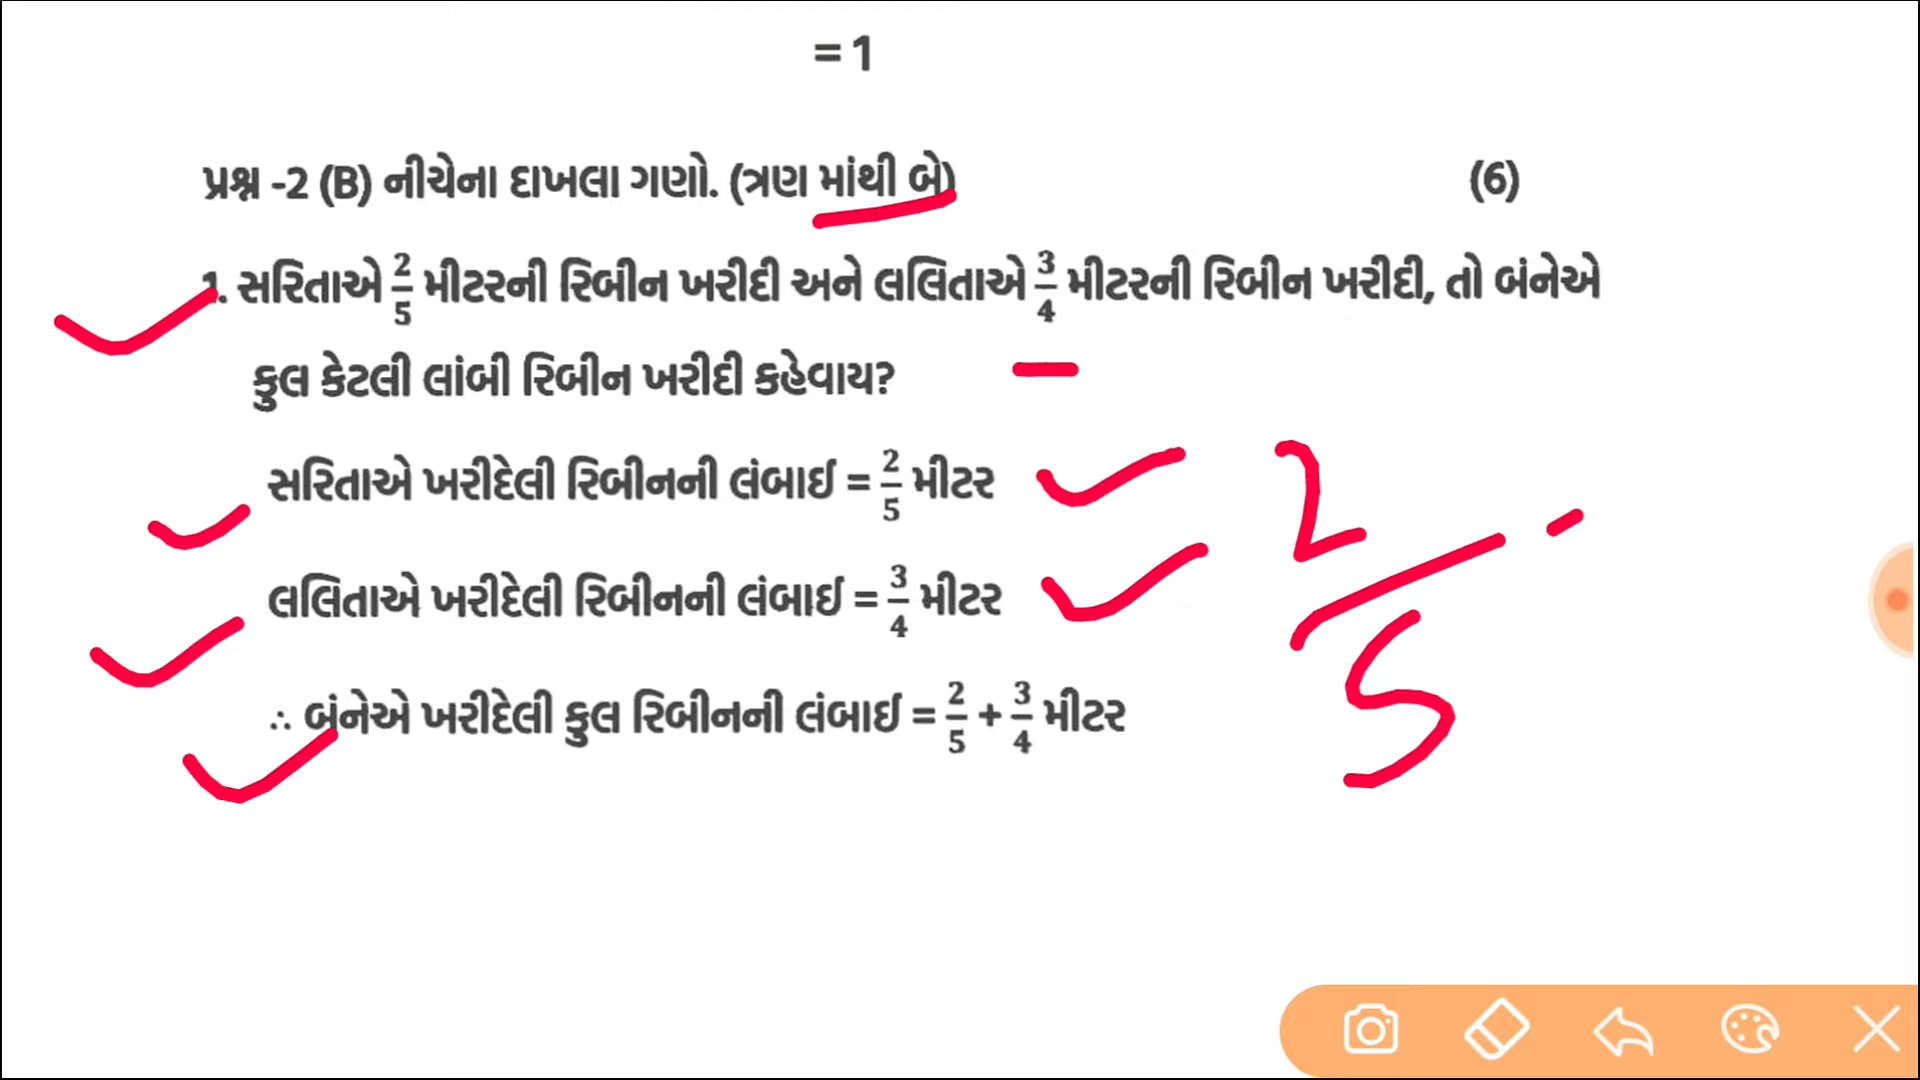 = 1
પ્રશ્ન -2 (B) નીચેના દાખલા ગણો. (ત્રણ માંથી બે) (6)
1. સરિતાએ 2/5 મીટરની રિબીન ખરીદી અને લલિતાએ 3/4 મીટરની રિબીન ખરીદી, તો બંનેએ
કુલ કેટલી લાંબી રિબીન ખરીદી કહેવાય?
સરિતાએ ખરીદેલી રિબીનની લંબાઈ = 2/5 મીટર
લલિતાએ ખરીદેલી રિબીનની લંબાઈ = 3/4 મીટર
∴ બંનેએ ખરીદેલી કુલ રિબીનની લંબાઈ = 2/5 + 3/4 મીટર
2/5